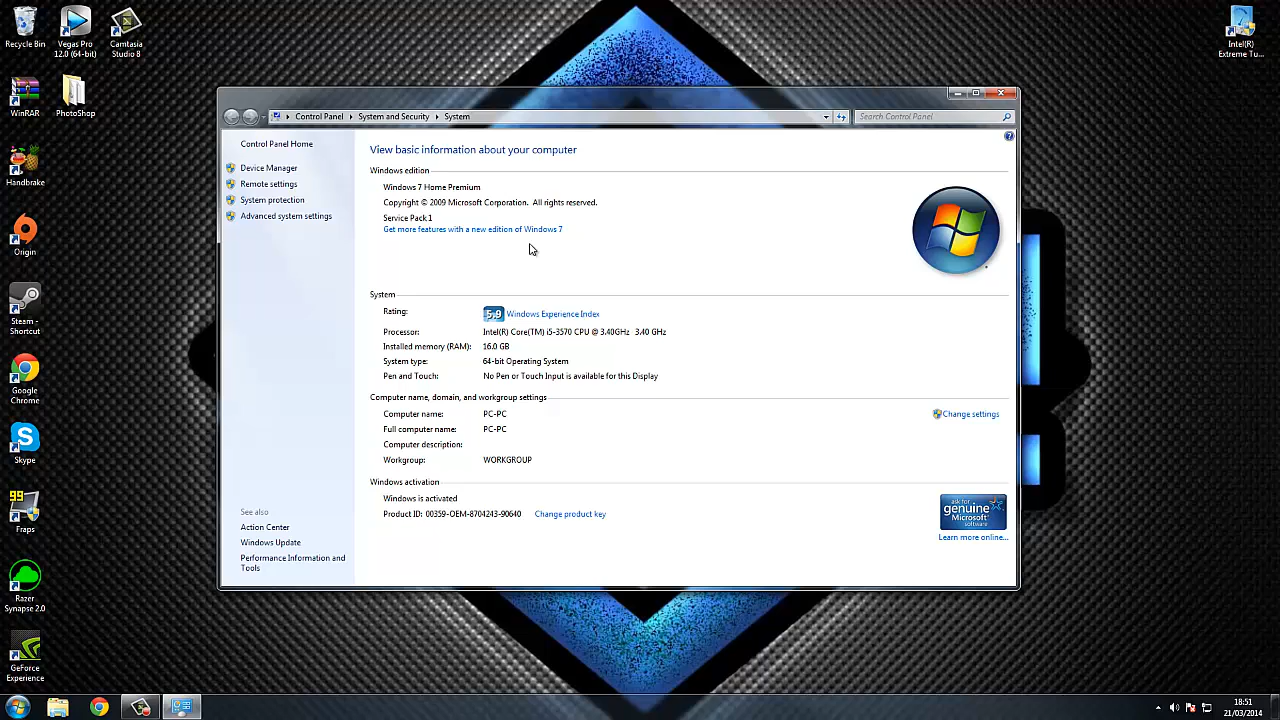 Recycle Bin
Vegas Pro 12.0 (64-bit)
Camtasia Studio 8
Intel(R) Extreme Tu...
WinRAR
PhotoShop
Handbrake
Origin
Steam - Shortcut
Google Chrome
Skype
99
Fraps
Razer Synapse 2.0
GeForce Experience
Control Panel
System and Security
System
Search Control Panel
Control Panel Home
Device Manager
Remote settings
System protection
Advanced system settings
See also
Action Center
Windows Update
Performance Information and Tools
View basic information about your computer
Windows edition
Windows 7 Home Premium
Copyright © 2009 Microsoft Corporation. All rights reserved.
Service Pack 1
Get more features with a new edition of Windows 7
System
Rating: 5,9 Windows Experience Index
Processor: Intel(R) Core(TM) i5-3570 CPU @ 3.40GHz 3.40 GHz
Installed memory (RAM): 16.0 GB
System type: 64-bit Operating System
Pen and Touch: No Pen or Touch Input is available for this Display
Computer name, domain, and workgroup settings
Computer name: PC-PC
Change settings
Full computer name: PC-PC
Computer description:
Workgroup: WORKGROUP
Windows activation
Windows is activated
Product ID: 00359-OEM-8704243-90640 Change product key
ask for
genuine
Microsoft
software
Learn more online...
18:51
21/03/2014